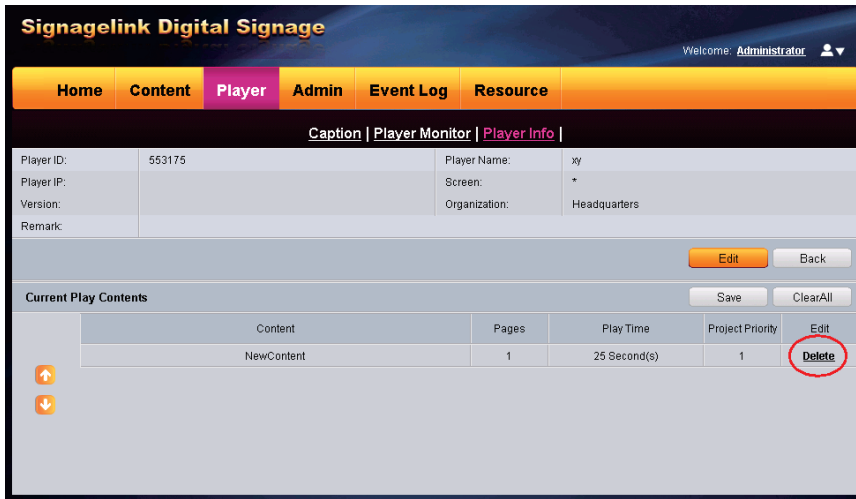 Signagelink Digital Signage
Welcome: Administrator
Home Content Player Admin Event Log Resource
Caption | Player Monitor | Player Info |
Player ID: 553175 Player Name: xy
Player IP: Screen: *
Version: Organization: Headquarters
Remark:
Edit Back
Current Play Contents Save ClearAll
Content Pages Play Time Project Priority Edit
NewContent 1 25 Second(s) 1 Delete